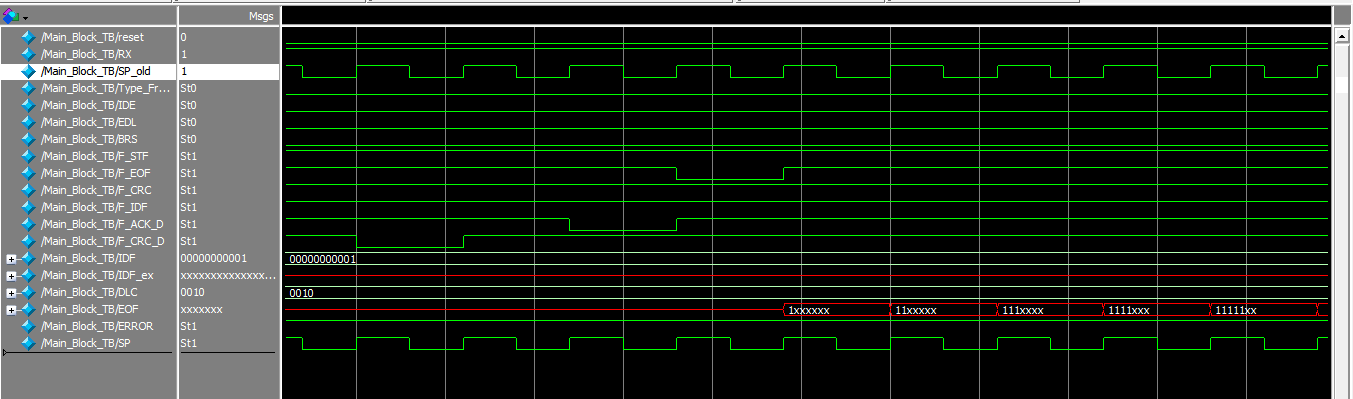 Msgs
/Main_Block_TB/reset 0
/Main_Block_TB/RX 1
/Main_Block_TB/SP_old 1
/Main_Block_TB/Type_Fr... St0
/Main_Block_TB/IDE St0
/Main_Block_TB/EDL St0
/Main_Block_TB/BRS St0
/Main_Block_TB/F_STF St1
/Main_Block_TB/F_EOF St1
/Main_Block_TB/F_CRC St1
/Main_Block_TB/F_IDF St1
/Main_Block_TB/F_ACK_D St1
/Main_Block_TB/F_CRC_D St1
/Main_Block_TB/IDF 00000000001 00000000001
/Main_Block_TB/IDF_ex xxxxxxxxxxxxxxx...
/Main_Block_TB/DLC 0010 0010
/Main_Block_TB/EOF xxxxxxx 1xxxxxx 11xxxxx 111xxxx 1111xxx 11111xx
/Main_Block_TB/ERROR St1
/Main_Block_TB/SP St1